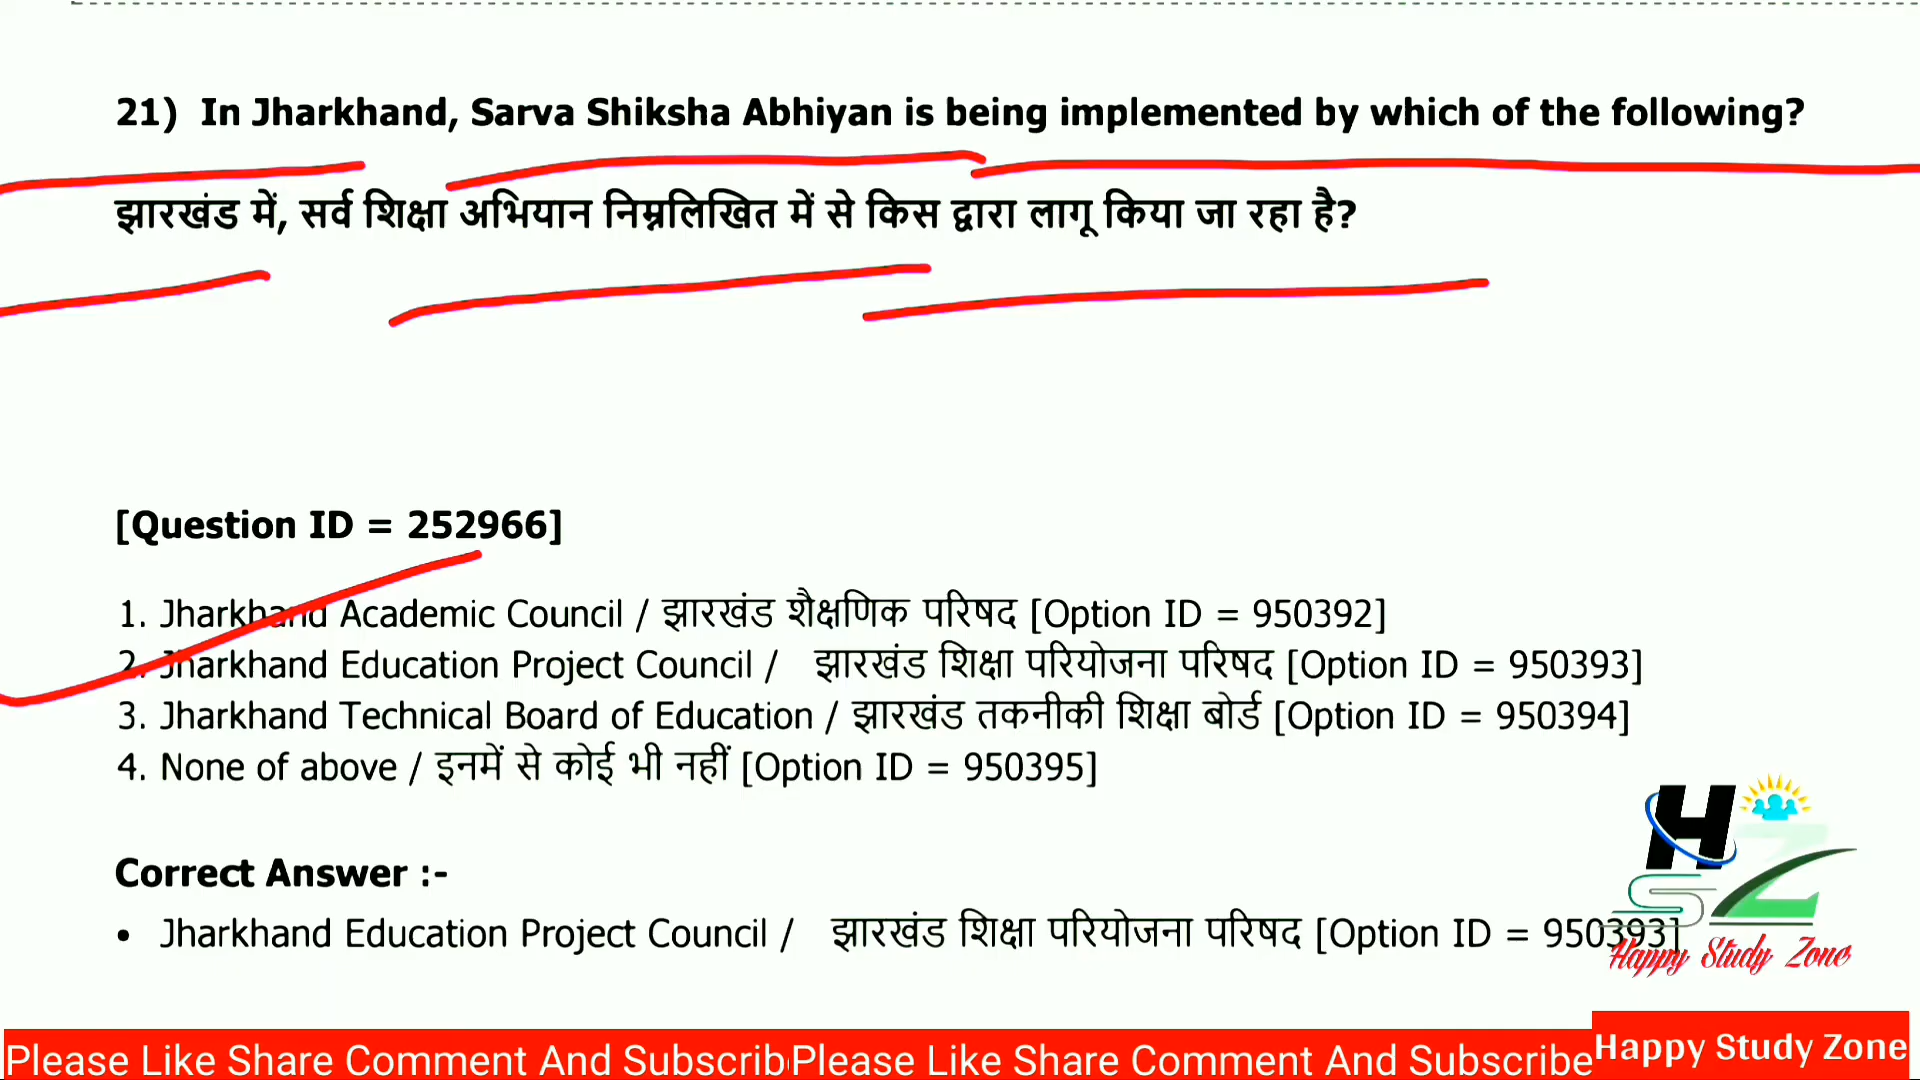 21) In Jharkhand, Sarva Shiksha Abhiyan is being implemented by which of the following?
झारखंड में, सर्व शिक्षा अभियान निम्नलिखित में से किस द्वारा लागू किया जा रहा है?
[Question ID = 252966]
1. Jharkhand Academic Council / झारखंड शैक्षणिक परिषद [Option ID = 950392]
2. Jharkhand Education Project Council / झारखंड शिक्षा परियोजना परिषद [Option ID = 950393]
3. Jharkhand Technical Board of Education / झारखंड तकनीकी शिक्षा बोर्ड [Option ID = 950394]
4. None of above / इनमें से कोई भी नहीं [Option ID = 950395]
Correct Answer :-
• Jharkhand Education Project Council / झारखंड शिक्षा परियोजना परिषद [Option ID = 950393]
HSZ
Happy Study Zone
Please Like Share Comment And Subscrib Please Like Share Comment And Subscribe
Happy Study Zone